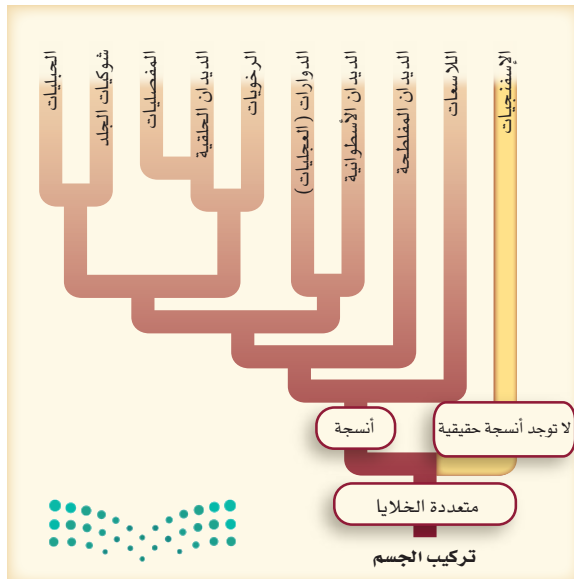 الإسفنجيات
اللاسعات
الديدان المفلطحة
الديدان الأسطوانية
الدوارات (العجليات)
الرخويات
الديدان الحلقية
المفصليات
شوكيات الجلد
الحبليات
لا توجد أنسجة حقيقية
أنسجة
متعددة الخلايا
تركيب الجسم